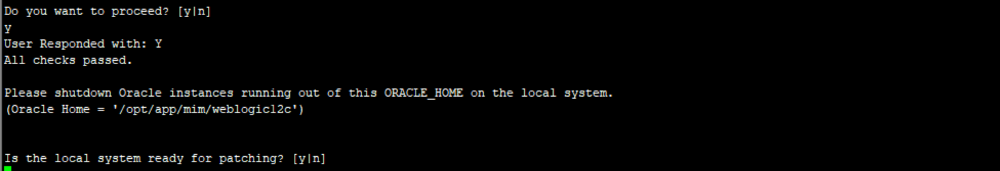 Do you want to proceed? [y|n]
y
User Responded with: Y
All checks passed.
Please shutdown Oracle instances running out of this ORACLE_HOME on the local system.
(Oracle Home = '/opt/app/mim/weblogic12c')
Is the local system ready for patching? [y|n]